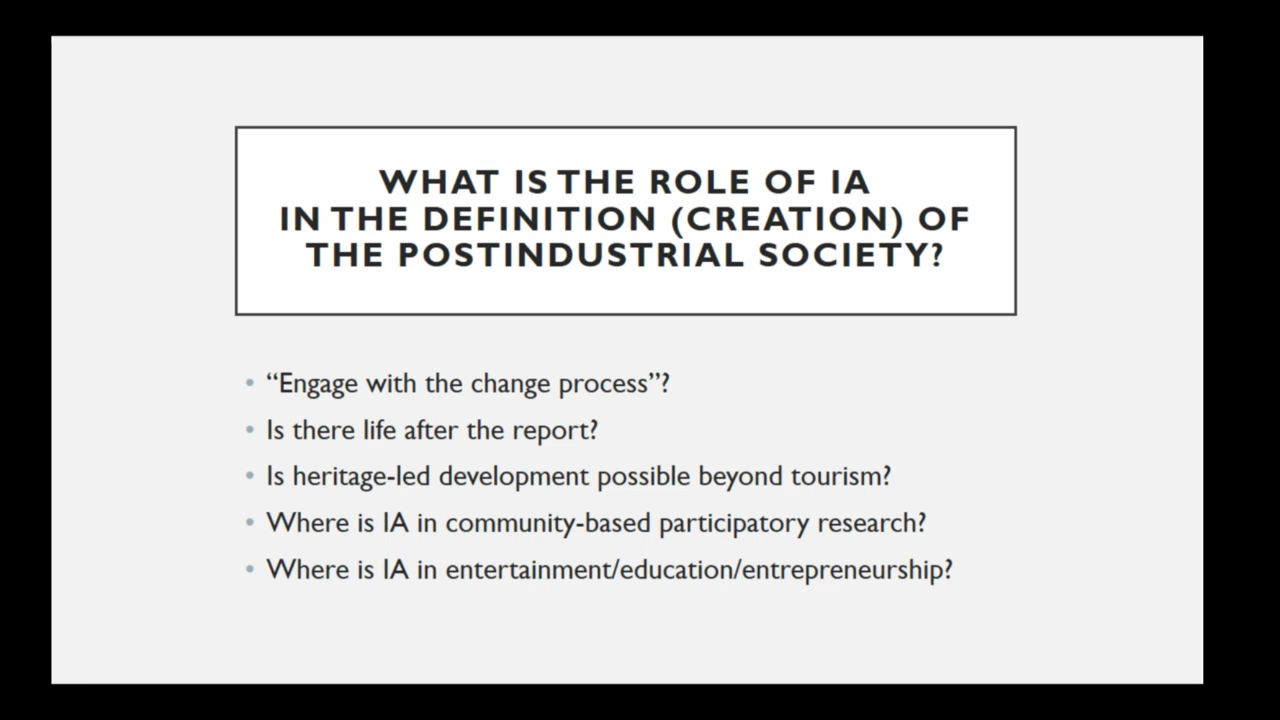 WHAT IS THE ROLE OF IA
IN THE DEFINITION (CREATION) OF
THE POSTINDUSTRIAL SOCIETY?
• “Engage with the change process”?
• Is there life after the report?
• Is heritage-led development possible beyond tourism?
• Where is IA in community-based participatory research?
• Where is IA in entertainment/education/entrepreneurship?